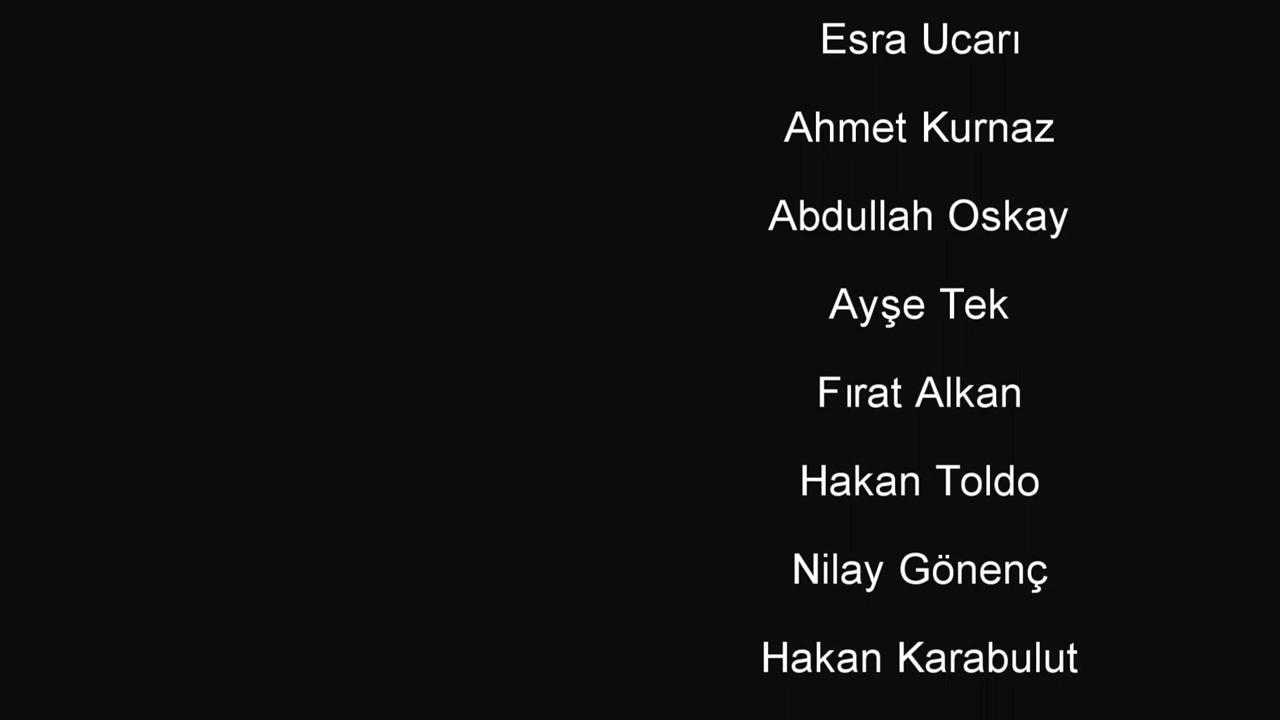 Esra Ucarı
Ahmet Kurnaz
Abdullah Oskay
Ayşe Tek
Fırat Alkan
Hakan Toldo
Nilay Gönenç
Hakan Karabulut